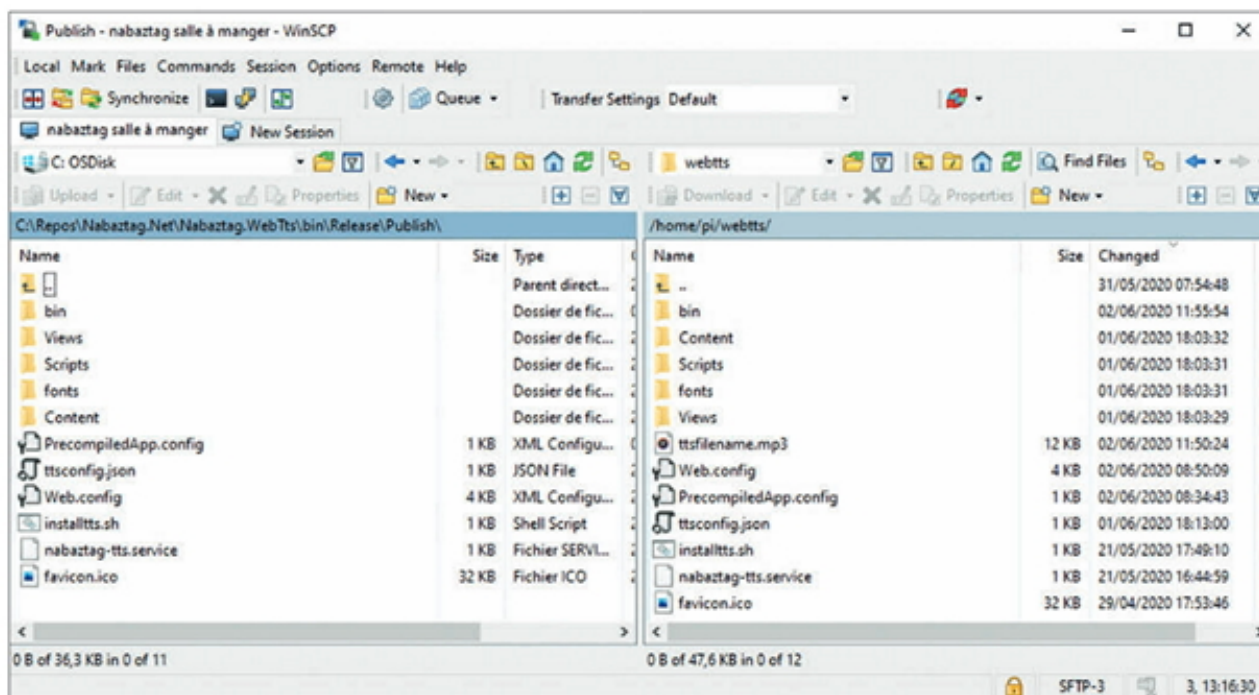 Publish - nabaztag salle à manger - WinSCP
Local Mark Files Commands Session Options Remote Help
Synchronize Queue Transfer Settings Default
nabaztag salle à manger New Session
C: OSDisk webtts Find Files
Upload Edit Properties New Download Edit Properties New
C:\Repos\Nabaztag.Net\Nabaztag.WebTts\bin\Release\Publish\ /home/pi/webtts/
Name Size Type Name Size Changed
.. Parent direct... .. 31/05/2020 07:54:48
bin Dossier de fic... bin 02/06/2020 11:55:54
Views Dossier de fic... Content 01/06/2020 18:03:32
Scripts Dossier de fic... Scripts 01/06/2020 18:03:31
fonts Dossier de fic... fonts 01/06/2020 18:03:31
Content Dossier de fic... Views 01/06/2020 18:03:29
PrecompiledApp.config 1 KB XML Configu... ttsfilename.mp3 12 KB 02/06/2020 11:50:24
ttsconfig.json 1 KB JSON File Web.config 4 KB 02/06/2020 08:50:09
Web.config 4 KB XML Configu... PrecompiledApp.config 1 KB 02/06/2020 08:34:43
installtts.sh 1 KB Shell Script ttsconfig.json 1 KB 01/06/2020 18:13:00
nabaztag-tts.service 1 KB Fichier SERVI... installtts.sh 1 KB 21/05/2020 17:49:10
favicon.ico 32 KB Fichier ICO nabaztag-tts.service 1 KB 21/05/2020 16:44:59
favicon.ico 32 KB 29/04/2020 17:53:46
0 B of 36,3 KB in 0 of 11 0 B of 47,6 KB in 0 of 12
SFTP-3 3, 13:16:30